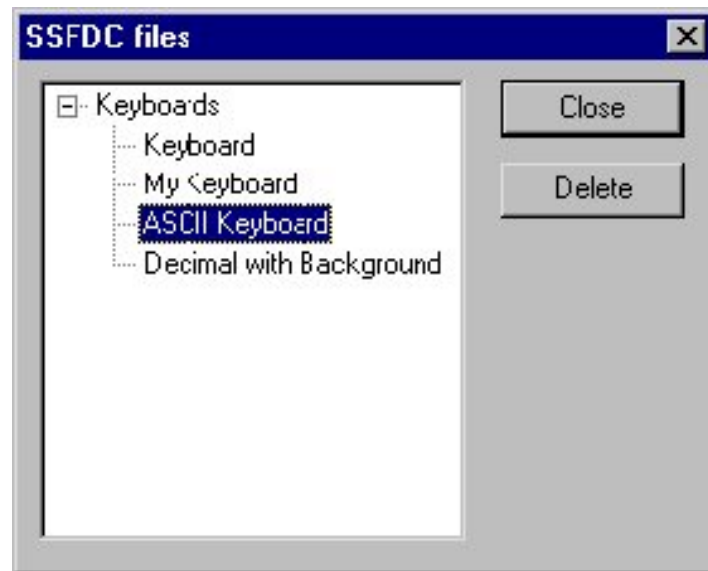 SSFDC files
Keyboards
Keyboard
My Keyboard
ASCII Keyboard
Decimal with Background
Close
Delete